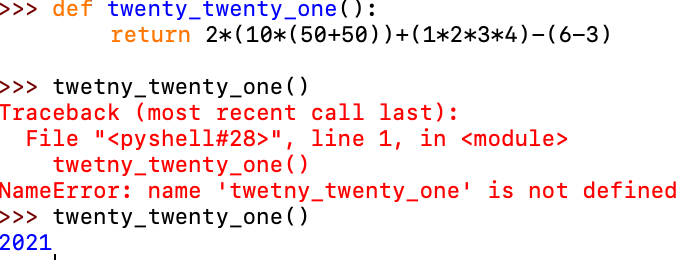 >>> def twenty_twenty_one():
        return 2*(10*(50+50))+(1*2*3*4)-(6-3)

>>> twetny_twenty_one()
Traceback (most recent call last):
  File "<pyshell#28>", line 1, in <module>
    twetny_twenty_one()
NameError: name 'twetny_twenty_one' is not defined
>>> twenty_twenty_one()
2021